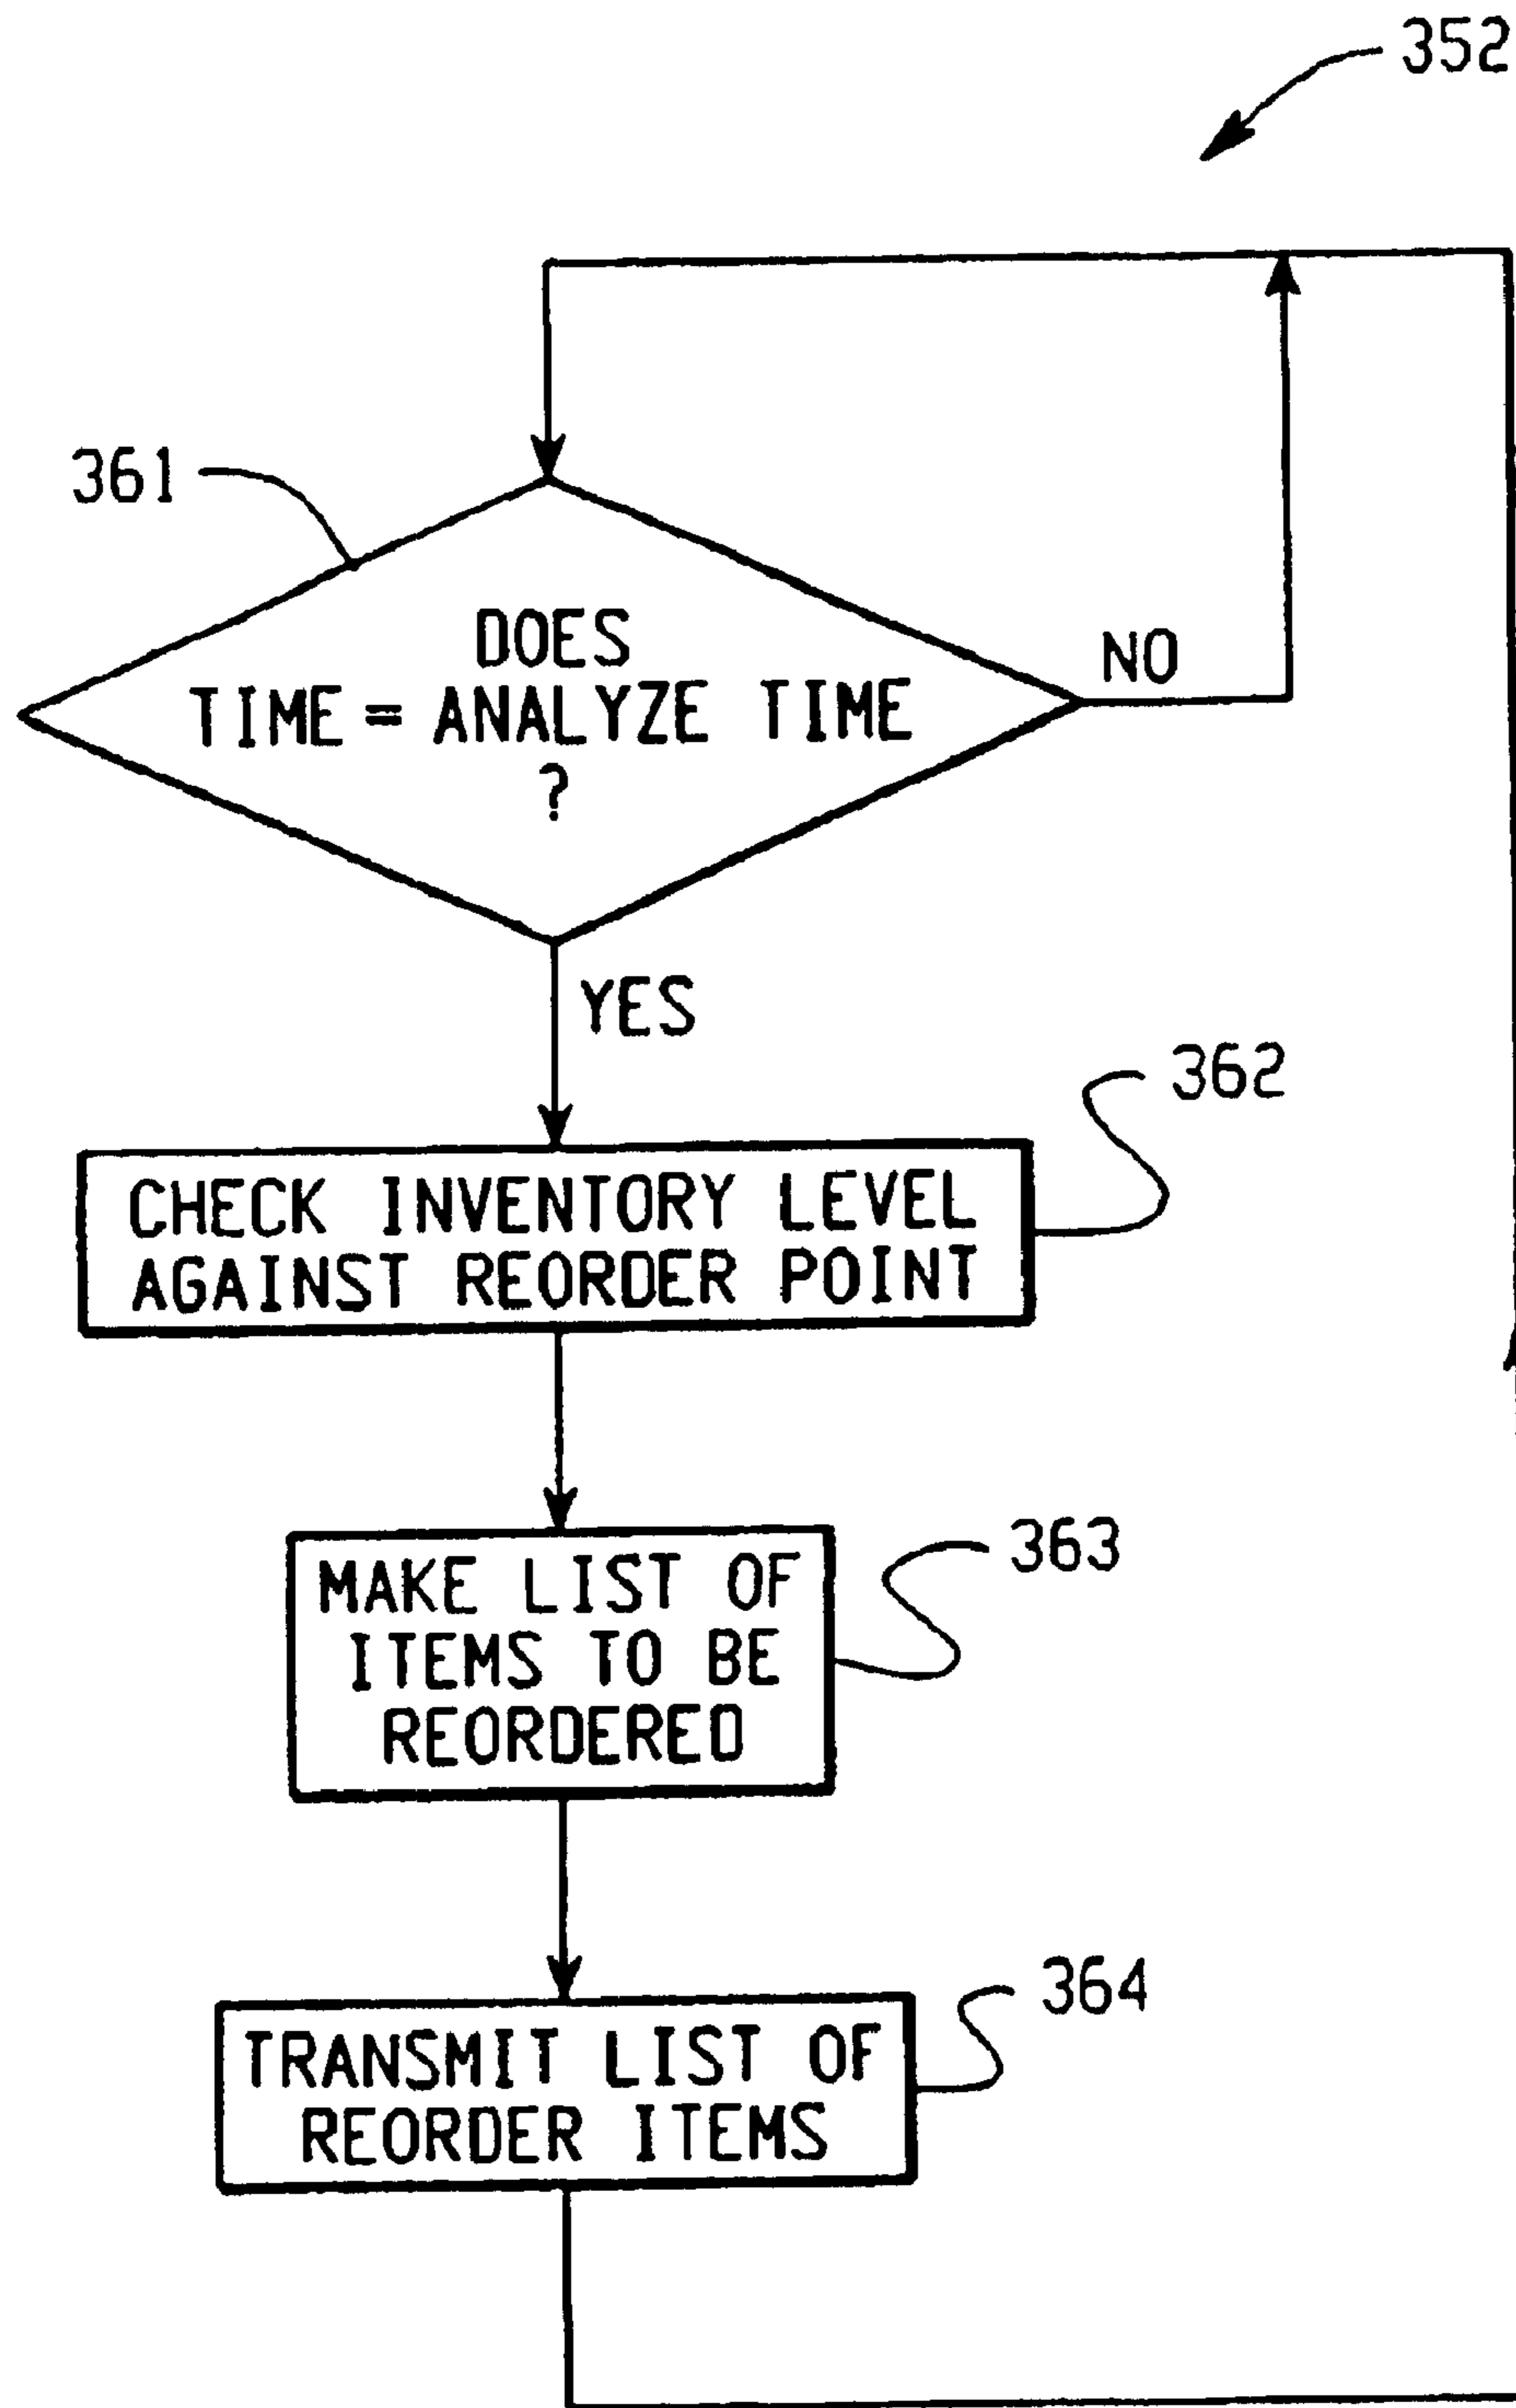 352
361
DOES
TIME = ANALYZE TIME
?
NO
YES
362
CHECK INVENTORY LEVEL
AGAINST REORDER POINT
363
MAKE LIST OF
ITEMS TO BE
REORDERED
364
TRANSMIT LIST OF
REORDER ITEMS